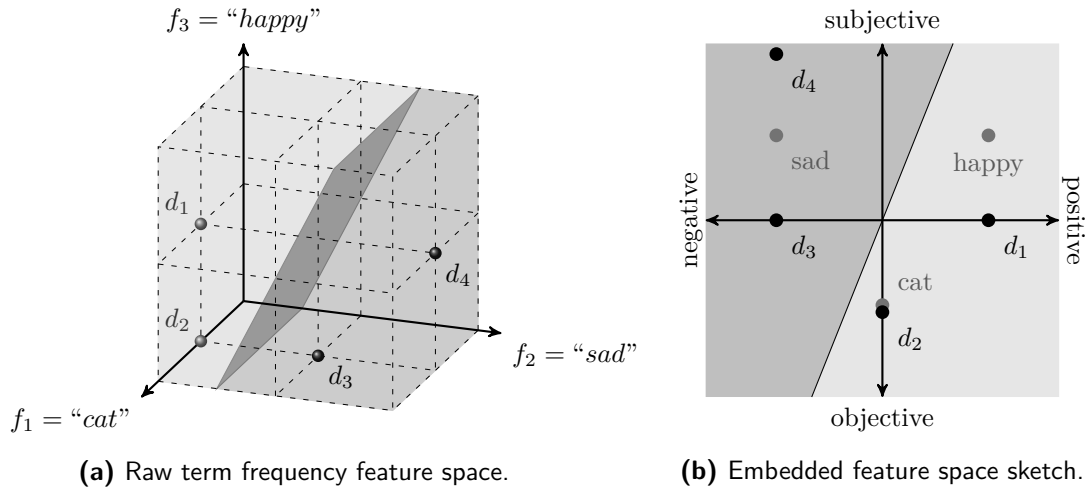 f₃ = “happy”
d₁
d₂
d₃
d₄
f₂ = “sad”
f₁ = “cat”
(a) Raw term frequency feature space.
subjective
d₄
sad
happy
negative
positive
d₃
d₁
cat
d₂
objective
(b) Embedded feature space sketch.